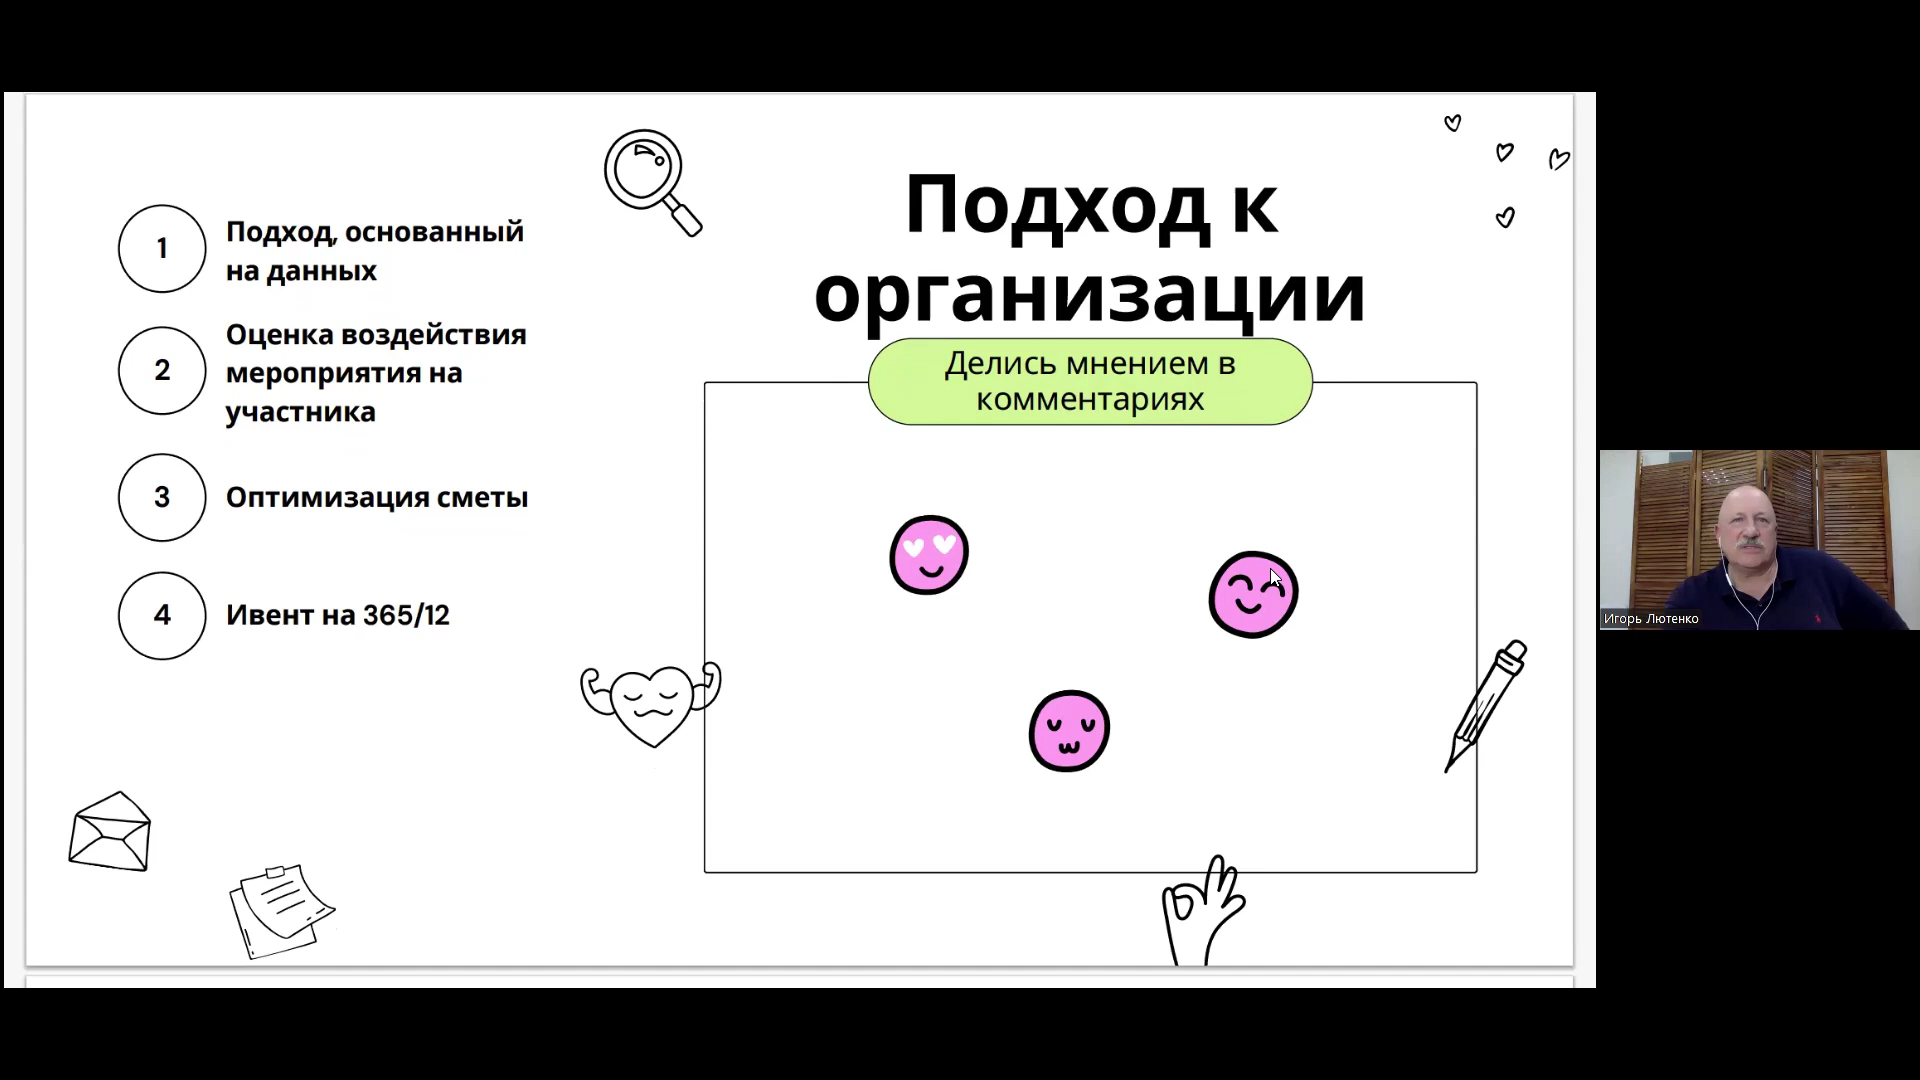 Подход к
организации
Делись мнением в
комментариях
1
Подход, основанный
на данных
2
Оценка воздействия
мероприятия на
участника
3
Оптимизация сметы
4
Ивент на 365/12
Игорь Лютенко